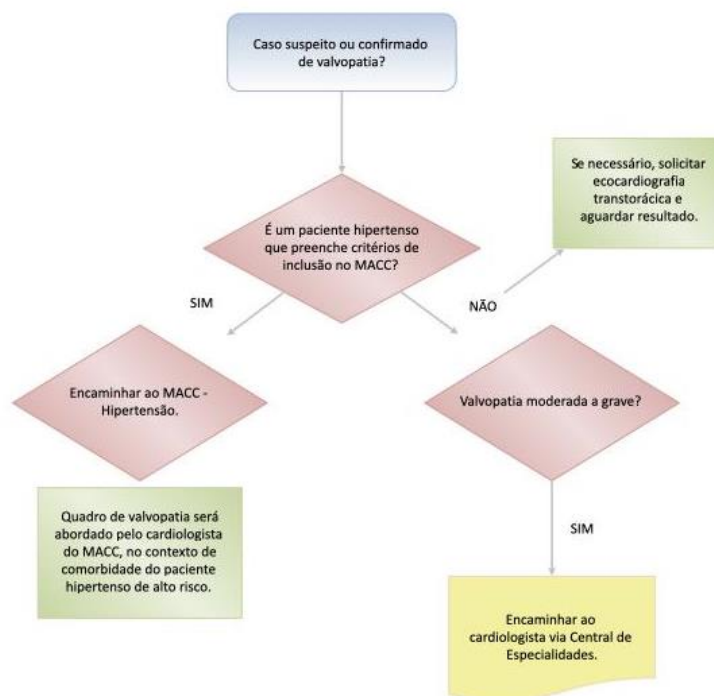 Caso suspeito ou confirmado
de valvopatia?
Se necessário, solicitar
ecocardiografia
transtorácica e
aguardar resultado.
É um paciente hipertenso
que preenche critérios de
inclusão no MACC?
SIM
NÃO
Encaminhar ao MACC -
Hipertensão.
Valvopatia moderada a grave?
Quadro de valvopatia será
abordado pelo cardiologista
do MACC, no contexto de
comorbidade do paciente
hipertenso de alto risco.
SIM
Encaminhar ao
cardiologista via Central de
Especialidades.